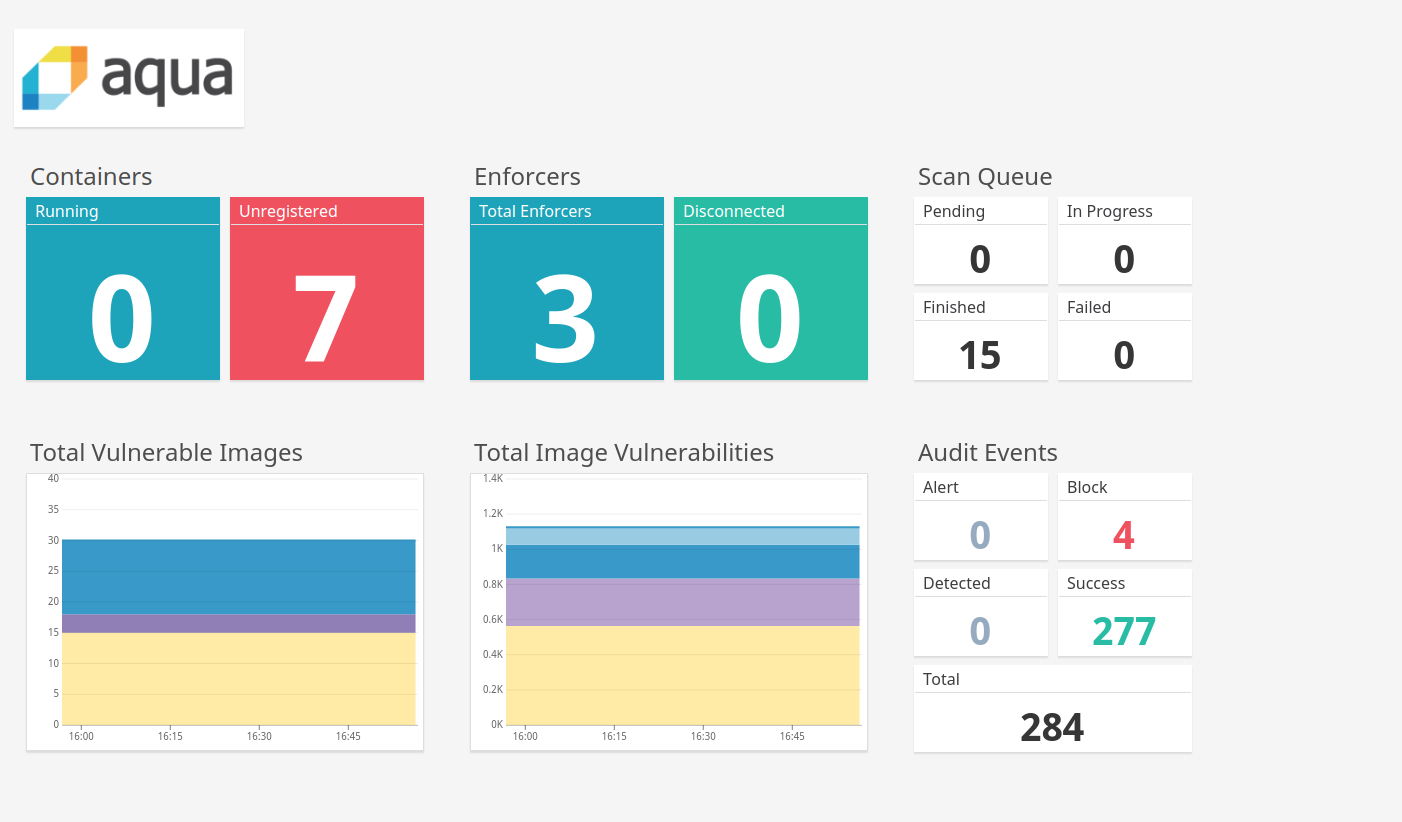 aqua
Containers
Running
0
Unregistered
7
Enforcers
Total Enforcers
3
Disconnected
0
Scan Queue
Pending
0
In Progress
0
Finished
15
Failed
0
Total Vulnerable Images
40
35
30
25
20
15
10
5
0
16:00 16:15 16:30 16:45
Total Image Vulnerabilities
1.4K
1.2K
1K
0.8K
0.6K
0.4K
0.2K
0K
16:00 16:15 16:30 16:45
Audit Events
Alert
0
Block
4
Detected
0
Success
277
Total
284